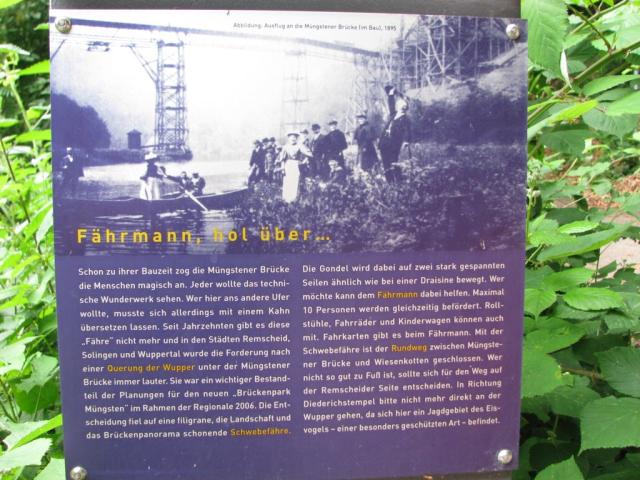 Abbildung: Ausflug an die Müngstener Brücke (im Bau), 1895
Fährmann, hol über...
Schon zu ihrer Bauzeit zog die Müngstener Brücke
die Menschen magisch an. Jeder wollte das techni-
sche Wunderwerk sehen. Wer hier ans andere Ufer
wollte, musste sich allerdings mit einem Kahn
übersetzen lassen. Seit Jahrzehnten gibt es diese
„Fähre" nicht mehr und in den Städten Remscheid,
Solingen und Wuppertal wurde die Forderung nach
einer Querung der Wupper unter der Müngstener
Brücke immer lauter. Sie war ein wichtiger Bestand-
teil der Planungen für den neuen „Brückenpark
Müngsten" im Rahmen der Regionale 2006. Die Ent-
scheidung fiel auf eine filigrane, die Landschaft und
das Brückenpanorama schonende Schwebefähre.
Die Gondel wird dabei auf zwei stark gespannten
Seilen ähnlich wie bei einer Draisine bewegt. Wer
möchte kann dem Fährmann dabei helfen. Maximal
10 Personen werden gleichzeitig befördert. Roll-
stühle, Fahrräder und Kinderwagen können auch
mit. Fahrkarten gibt es beim Fährmann. Mit der
Schwebefähre ist der Rundweg zwischen Müngste-
ner Brücke und Wiesenkotten geschlossen. Wer
nicht so gut zu Fuß ist, sollte sich für den Weg auf
der Remscheider Seite entscheiden. In Richtung
Diederichstempel bitte nicht mehr direkt an der
Wupper gehen, da sich hier ein Jagdgebiet des Eis-
vogels – einer besonders geschützten Art – befindet.